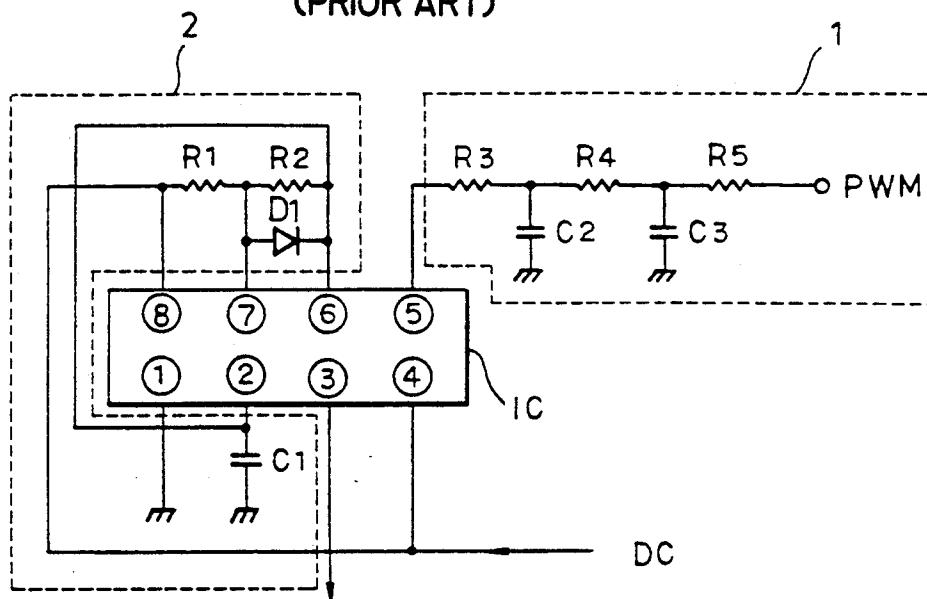 (PRIOR ART)
2
1
R1 R2
R3 R4 R5
PWM
D1
C2 C3
8 7 6 5
1 2 3 4
IC
C1
DC